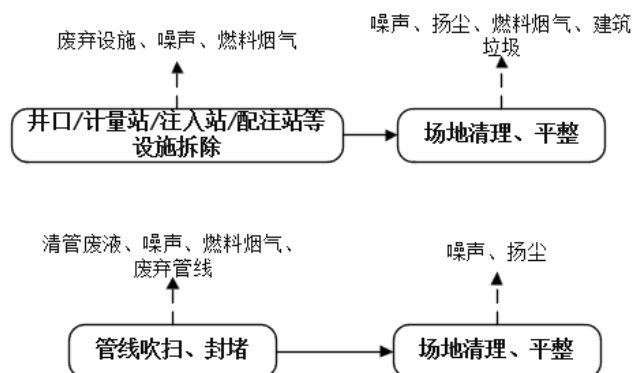 废弃设施、噪声、燃料烟气
噪声、扬尘、燃料烟气、建筑
垃圾
井口/计量站/注入站/配注站等
设施拆除
场地清理、平整
清管废液、噪声、燃料烟气、
废弃管线
噪声、扬尘
管线吹扫、封堵
场地清理、平整